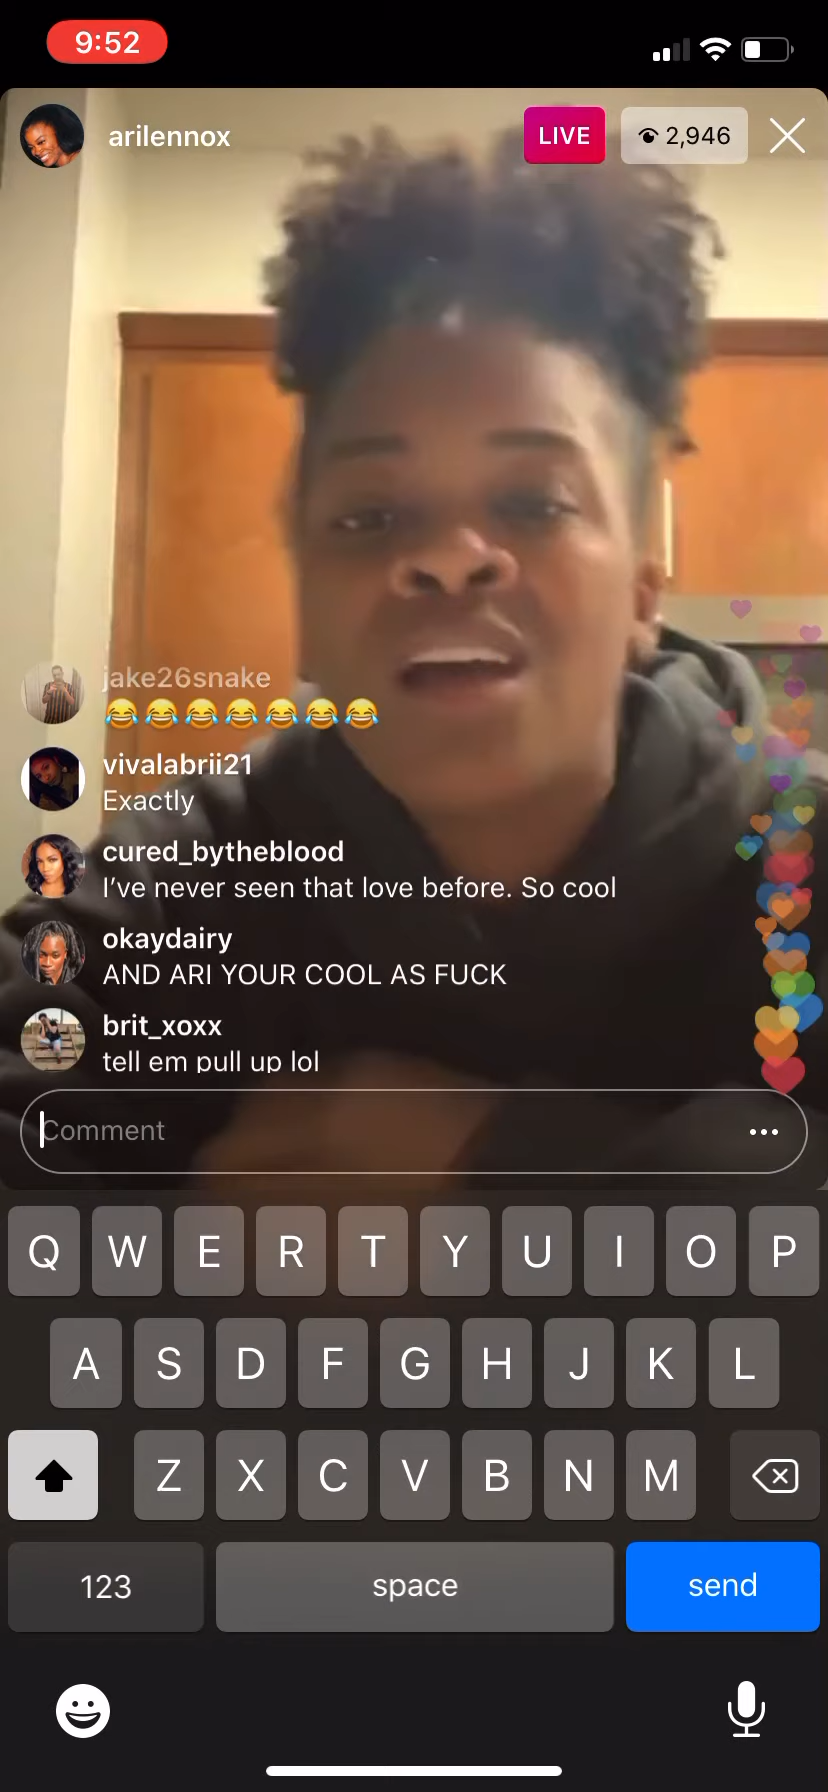 9:52
arilennox
LIVE
2,946
jake26snake
😂😂😂😂😂😂😂
vivalabrii21
Exactly
cured_bytheblood
I've never seen that love before. So cool
okaydairy
AND ARI YOUR COOL AS FUCK
brit_xoxx
tell em pull up lol
Comment
Q W E R T Y U I O P
A S D F G H J K L
Z X C V B N M
123 space send